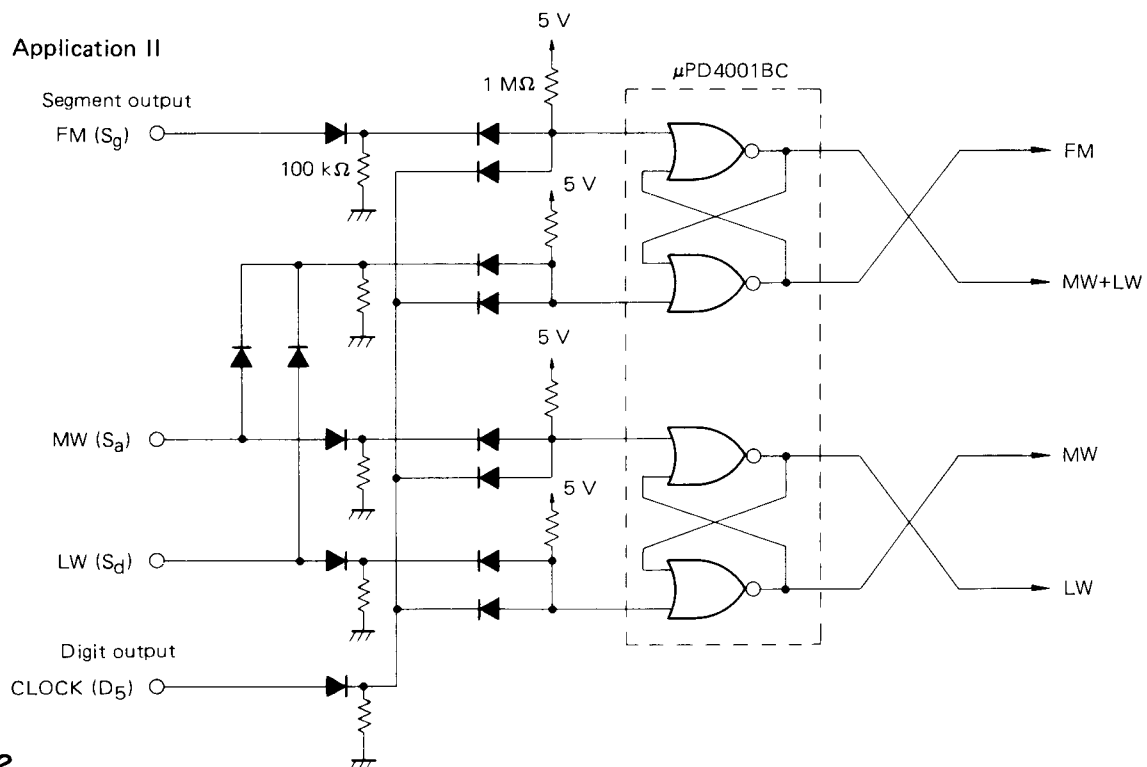 Application II
5 V
μPD4001BC
Segment output
1 MΩ
FM (Sg)
FM
100 kΩ
5 V
MW+LW
5 V
MW (Sa)
MW
5 V
LW (Sd)
LW
Digit output
CLOCK (D5)